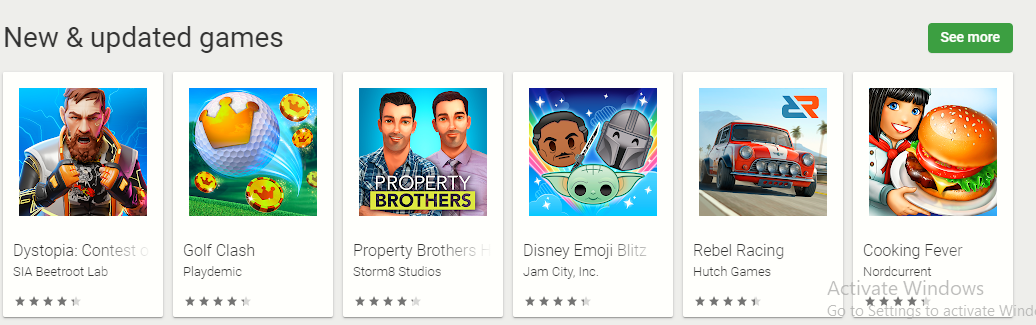 New & updated games
See more
PROPERTY
BROTHERS
R
Dystopia: Contest o
Golf Clash
Property Brothers H
Disney Emoji Blitz
Rebel Racing
Cooking Fever
SIA Beetroot Lab
Playdemic
Storm8 Studios
Jam City, Inc.
Hutch Games
Nordcurrent
Activate Windows
Go to Settings to activate Wind